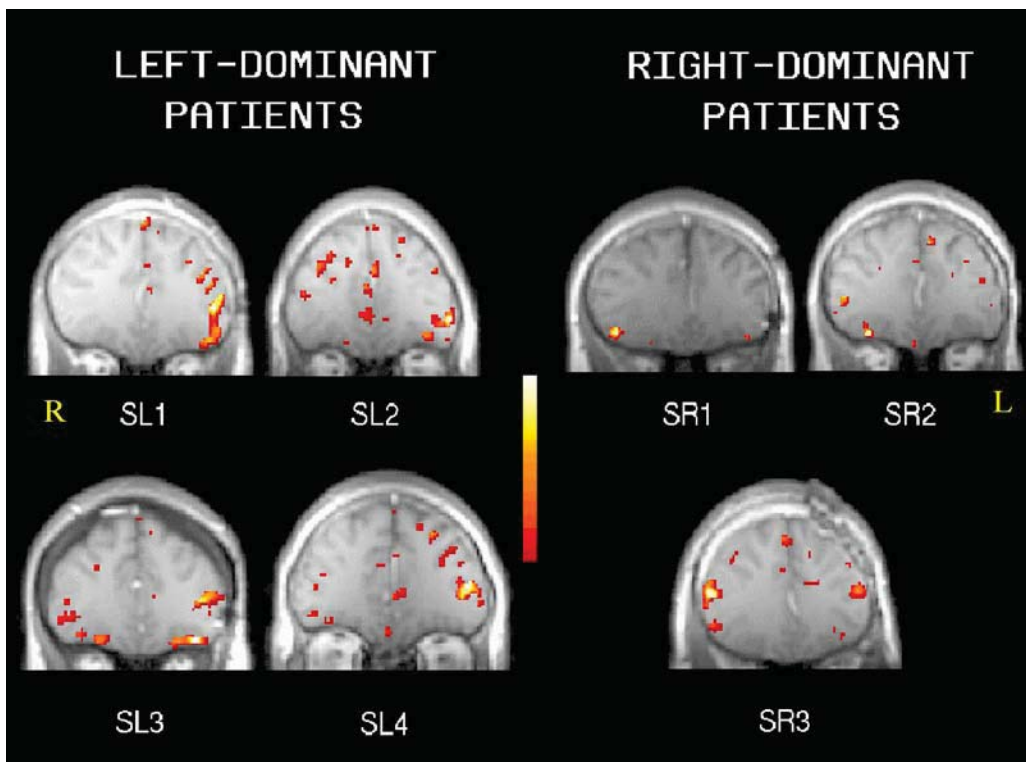 LEFT-DOMINANT
PATIENTS
RIGHT-DOMINANT
PATIENTS
R
SL1
SL2
SR1
SR2
L
SL3
SL4
SR3